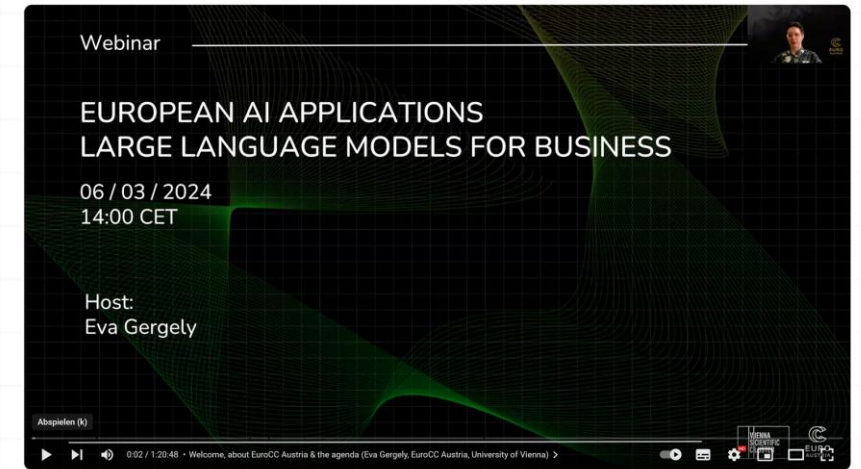 Webinar
EUROPEAN AI APPLICATIONS
LARGE LANGUAGE MODELS FOR BUSINESS
06 / 03 / 2024
14:00 CET
Host:
Eva Gergely
Abspielen (k)
0:02 / 1:20:48 • Welcome, about EuroCC Austria & the agenda (Eva Gergely, EuroCC Austria, University of Vienna)
VIENNA
SCIENTIFIC
EURO